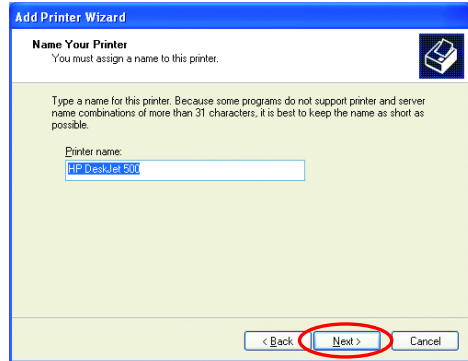 Add Printer Wizard
Name Your Printer
You must assign a name to this printer.
Type a name for this printer. Because some programs do not support printer and server
name combinations of more than 31 characters, it is best to keep the name as short as
possible.
Printer name:
HP DeskJet 500
< Back
Next >
Cancel